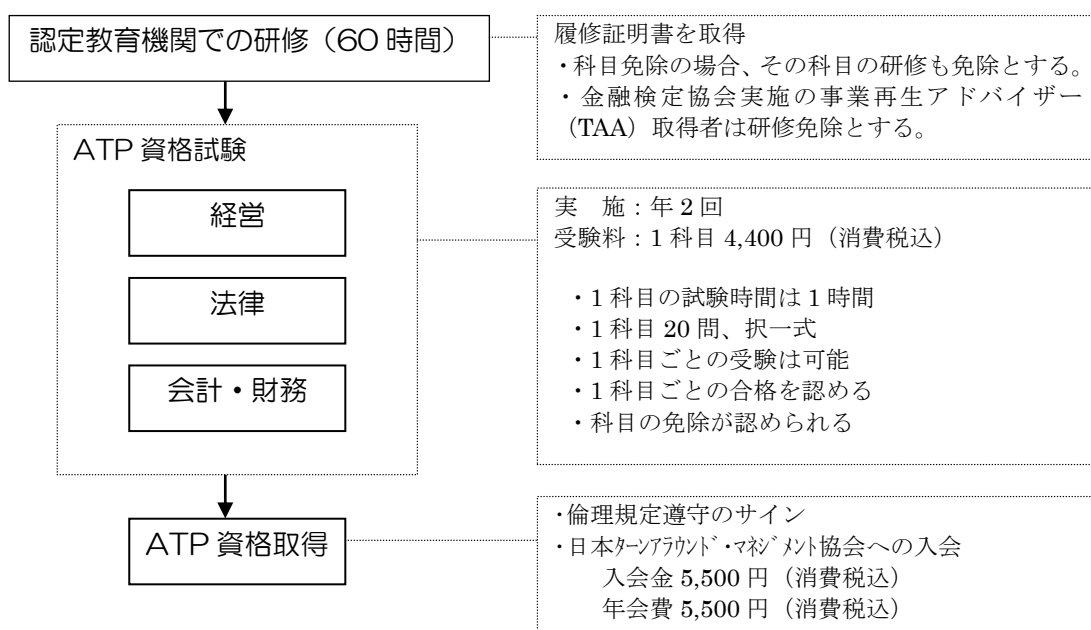 認定教育機関での研修（60 時間）
履修証明書を取得
・科目免除の場合、その科目の研修も免除とする。
・金融検定協会実施の事業再生アドバイザー
（TAA）取得者は研修免除とする。
ATP 資格試験
経営
法律
会計・財務
実　施：年 2 回
受験料：1 科目 4,400 円（消費税込）
・1 科目の試験時間は 1 時間
・1 科目 20 問、択一式
・1 科目ごとの受験は可能
・1 科目ごとの合格を認める
・科目の免除が認められる
ATP 資格取得
・倫理規定遵守のサイン
・日本ﾀｰﾝｱﾗｳﾝﾄﾞ･ﾏﾈｼﾞﾒﾝﾄ協会への入会
入会金 5,500 円（消費税込）
年会費 5,500 円（消費税込）